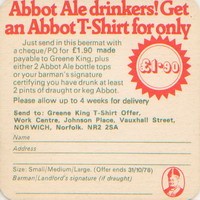 Abbot Ale drinkers! Get
an Abbot T-Shirt for only
Just send in this beermat with
a cheque/PO for £1.90 made
payable to Greene King, plus
either 2 Abbot Ale bottle tops
or your barman's signature
certifying you have drunk at least
2 pints of draught or keg Abbot.
£1·90
Please allow up to 4 weeks for delivery
Send to: Greene King T-Shirt Offer,
Work Centre, Johnson Place, Vauxhall Street,
NORWICH, Norfolk. NR2 2SA
Name
Address
Size: Small/Medium/Large. (Offer ends 31/10/79)
Barman/Landlord's signature (if draught)